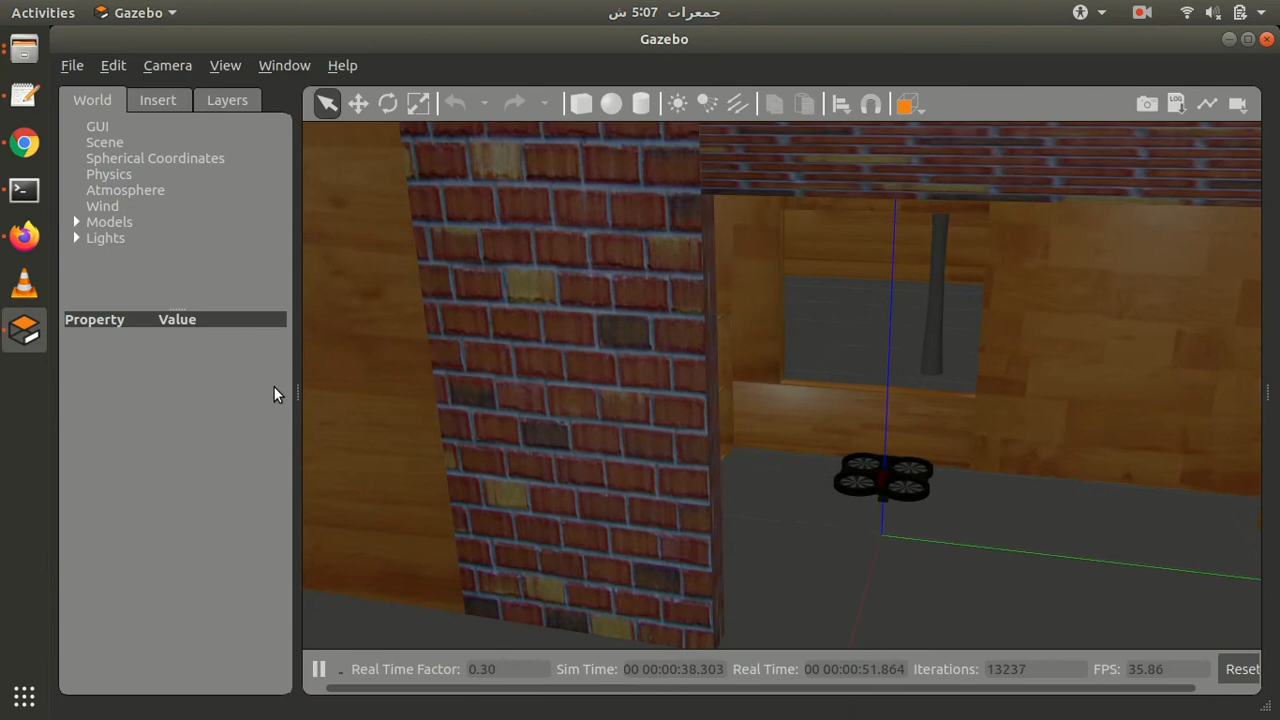 Activities Gazebo جمعرات 5:07 ش
Gazebo
File Edit Camera View Window Help
World Insert Layers
GUI
Scene
Spherical Coordinates
Physics
Atmosphere
Wind
Models
Lights
Property Value
Real Time Factor: 0.30 Sim Time: 00 00:00:38.303 Real Time: 00 00:00:51.864 Iterations: 13237 FPS: 35.86 Reset